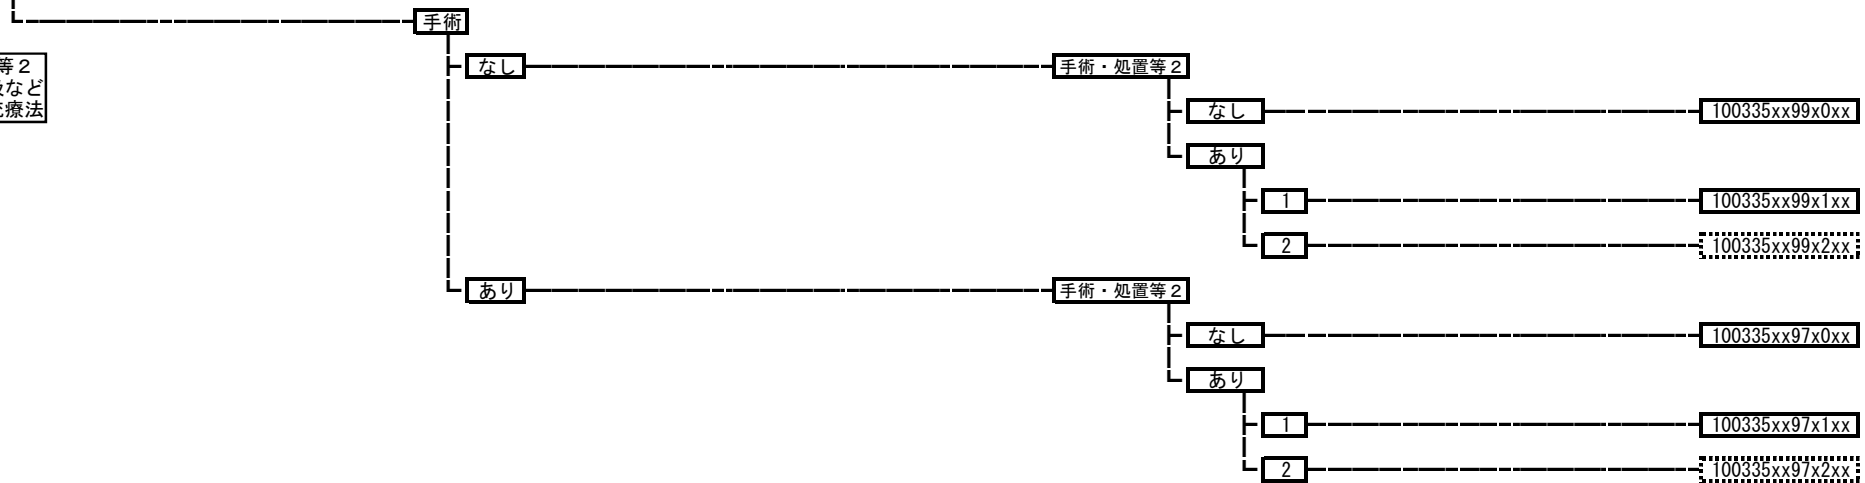 手術
等２
なし
手術・処置等２
など
療法
なし
100335xx99x0xx
あり
1
100335xx99x1xx
2
100335xx99x2xx
あり
手術・処置等２
なし
100335xx97x0xx
あり
1
100335xx97x1xx
2
100335xx97x2xx